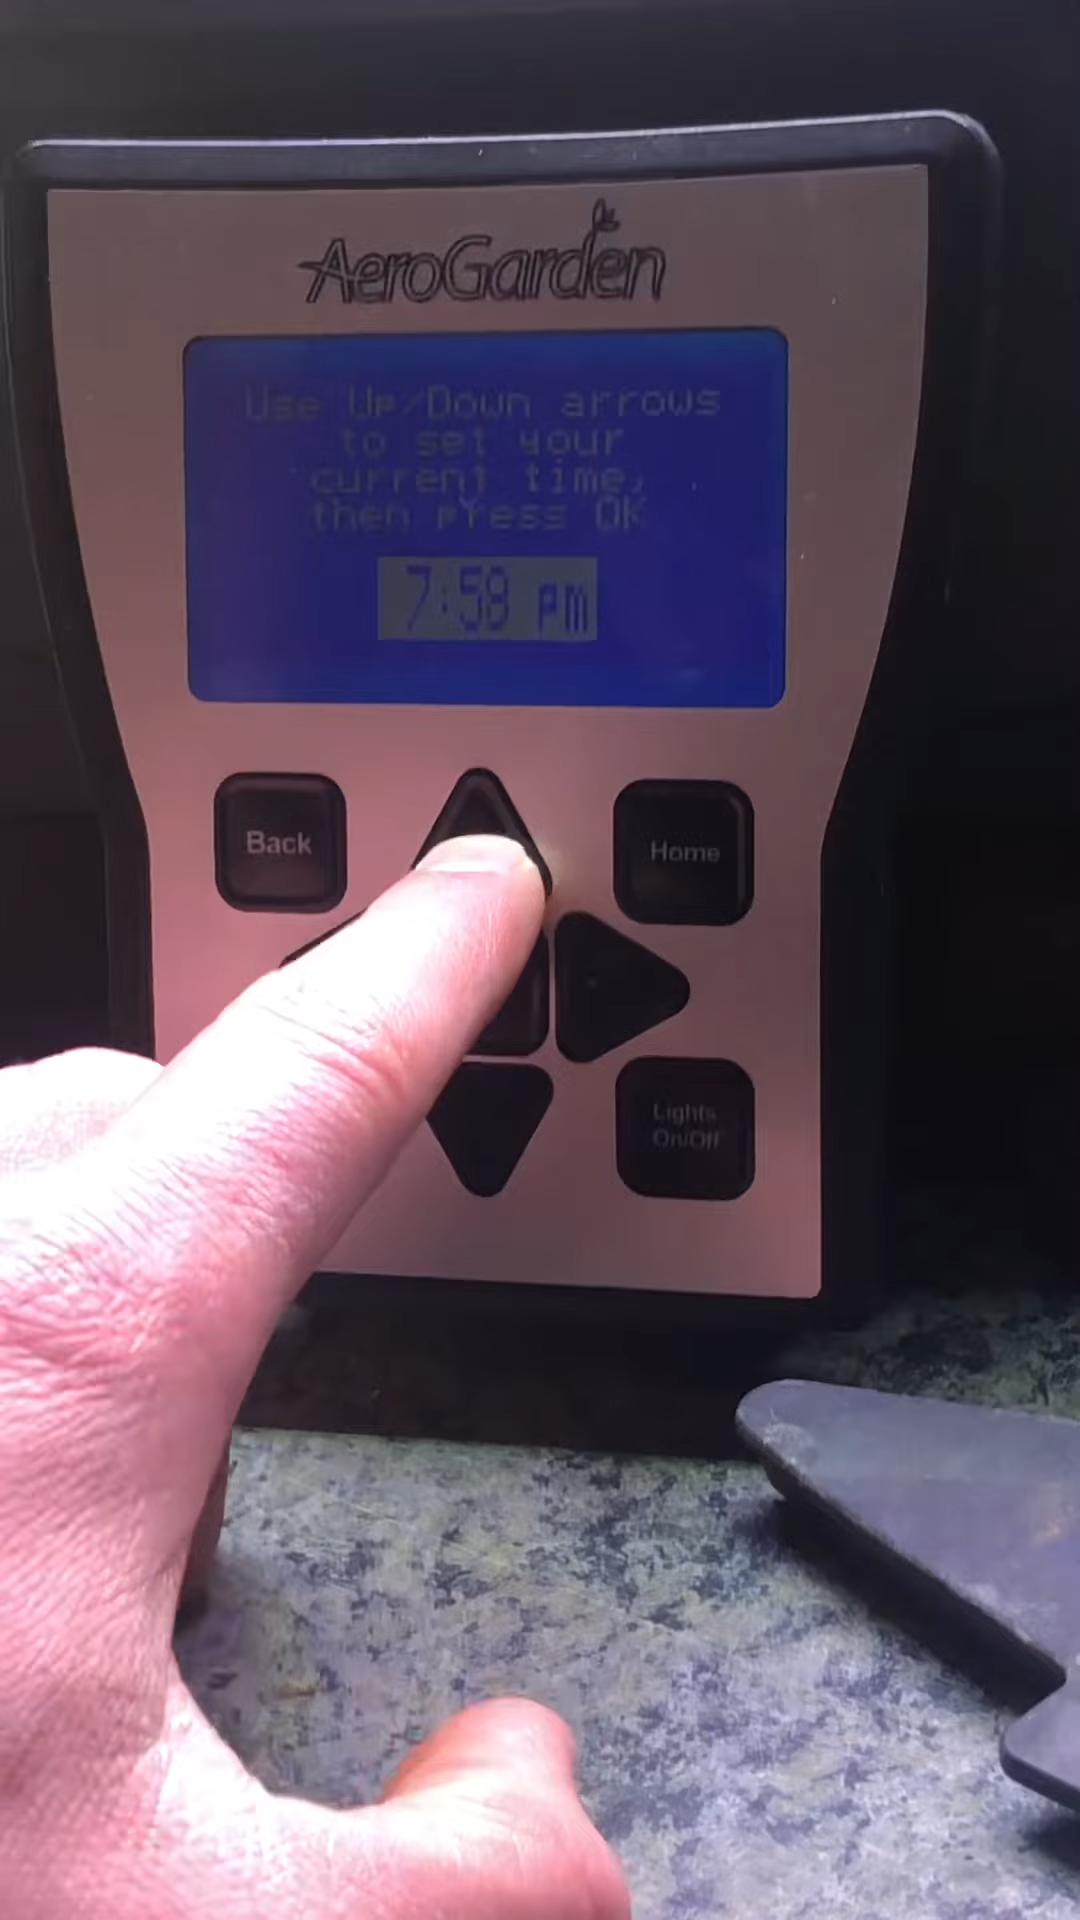 AeroGarden
Use Up/Down arrows
to set your
current time,
then press OK
7:58 pm
Back
Home
Lights
On/Off